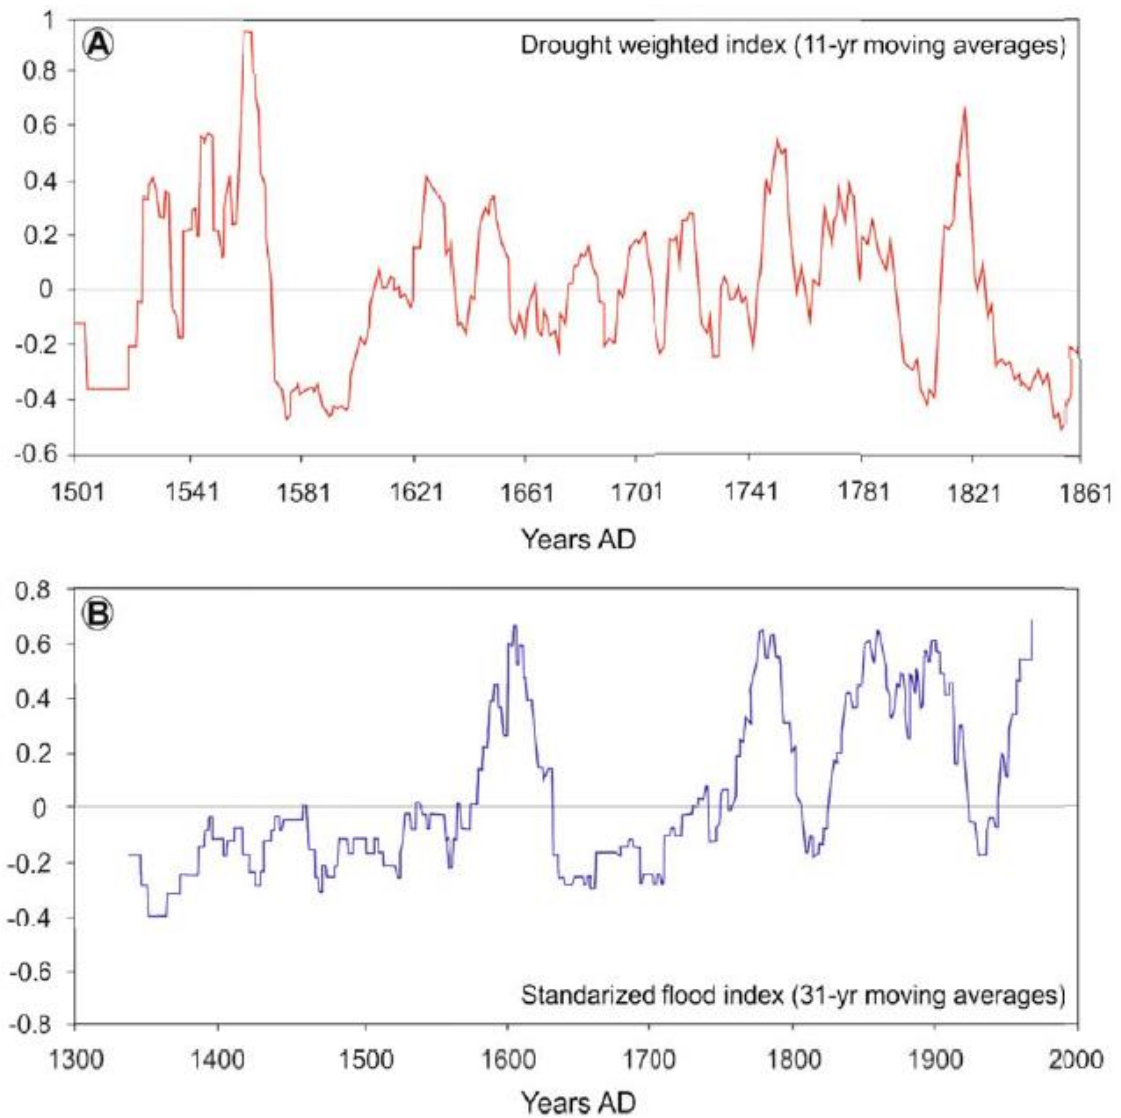 1
A
Drought weighted index (11-yr moving averages)
0.8
0.6
0.4
0.2
0
-0.2
-0.4
-0.6
1501 1541 1581 1621 1661 1701 1741 1781 1821 1861
Years AD
0.8
B
0.6
0.4
0.2
0
-0.2
-0.4
-0.6
Standarized flood index (31-yr moving averages)
-0.8
1300 1400 1500 1600 1700 1800 1900 2000
Years AD